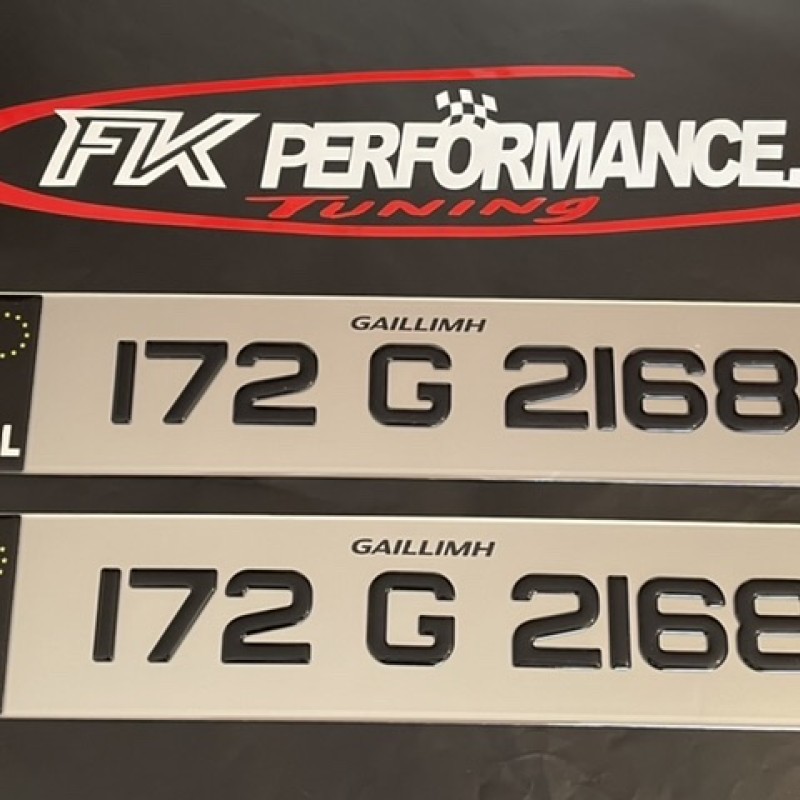 FK PERFORMANCE.
TUNING
GAILLIMH
172 G 2168
L
GAILLIMH
172 G 2168